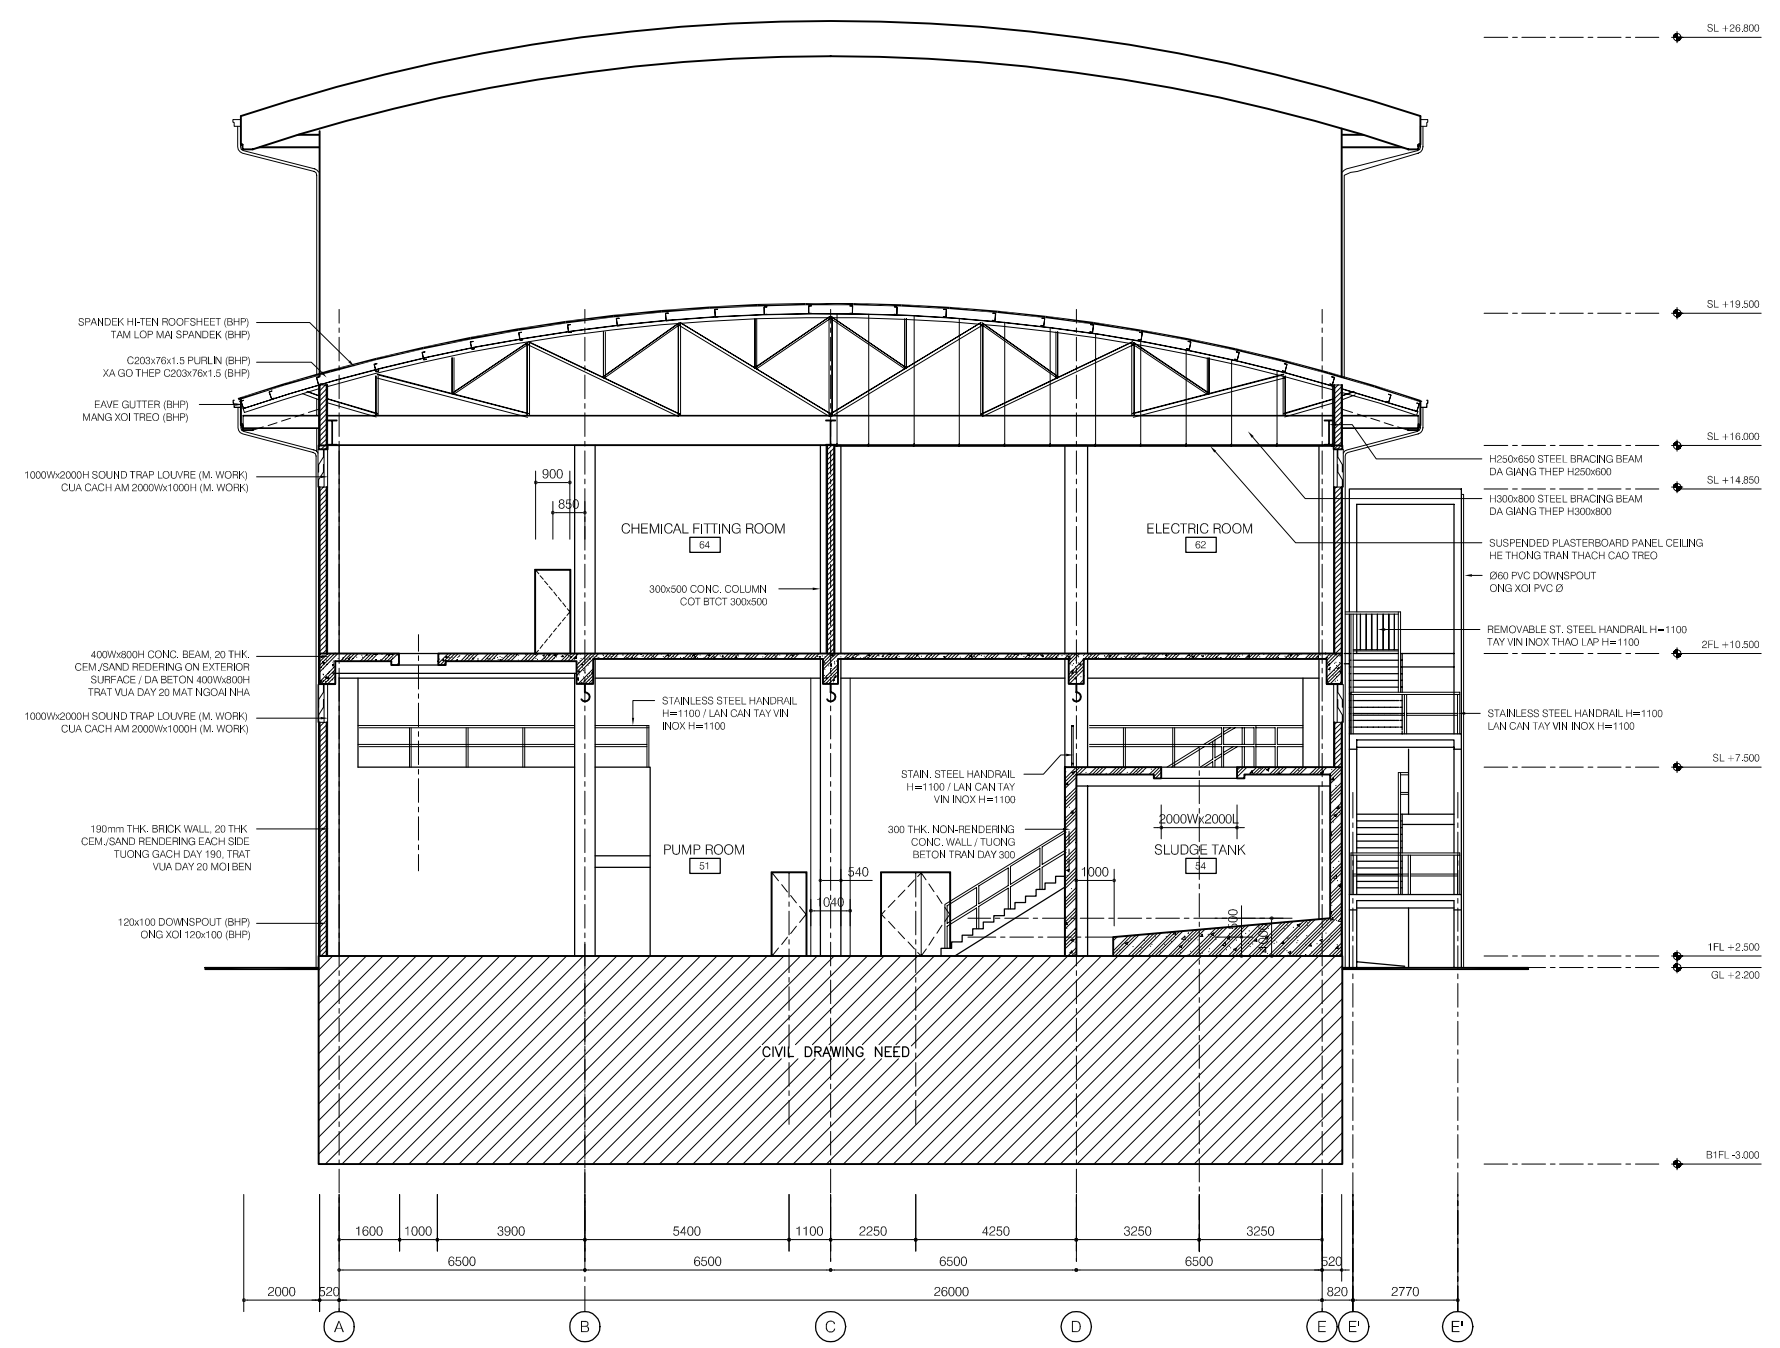 SL +26.800
SL +19.500
SPANDEK HI-TEN ROOFSHEET (BHP)
TAM LOP MAI SPANDEK (BHP)
C203x76x1.5 PURLIN (BHP)
XA GO THEP C203x76x1.5 (BHP)
EAVE GUTTER (BHP)
MANG XOI TREO (BHP)
SL +16.000
1000Wx2000H SOUND TRAP LOUVRE (M. WORK)
CUA CACH AM 2000Wx1000H (M. WORK)
900
850
H250x650 STEEL BRACING BEAM
DA GIANG THEP H250x600
SL +14.850
H300x800 STEEL BRACING BEAM
DA GIANG THEP H300x800
CHEMICAL FITTING ROOM
64
ELECTRIC ROOM
62
SUSPENDED PLASTERBOARD PANEL CEILING
HE THONG TRAN THACH CAO TREO
Ø60 PVC DOWNSPOUT
ONG XOI PVC Ø
300x500 CONC. COLUMN
COT BTCT 300x500
REMOVABLE ST. STEEL HANDRAIL H=1100
TAY VIN INOX THAO LAP H=1100
2FL +10.500
400Wx800H CONC. BEAM, 20 THK.
CEM./SAND REDERING ON EXTERIOR
SURFACE / DA BETON 400Wx800H
TRAT VUA DAY 20 MAT NGOAI NHA
1000Wx2000H SOUND TRAP LOUVRE (M. WORK)
CUA CACH AM 2000Wx1000H (M. WORK)
STAINLESS STEEL HANDRAIL
H=1100 / LAN CAN TAY VIN
INOX H=1100
STAINLESS STEEL HANDRAIL H=1100
LAN CAN TAY VIN INOX H=1100
SL +7.500
STAIN. STEEL HANDRAIL
H=1100 / LAN CAN TAY
VIN INOX H=1100
190mm THK. BRICK WALL, 20 THK
CEM./SAND RENDERING EACH SIDE
TUONG GACH DAY 190, TRAT
VUA DAY 20 MOI BEN
300 THK. NON-RENDERING
CONC. WALL / TUONG
BETON TRAN DAY 300
2000Wx2000L
PUMP ROOM
51
SLUDGE TANK
54
540
1000
1040
120x100 DOWNSPOUT (BHP)
ONG XOI 120x100 (BHP)
1FL +2.500
GL +2.200
CIVIL DRAWING NEED
B1FL -3.000
1600 1000 3900 5400 1100 2250 4250 3250 3250
6500 6500 6500 6500 520
2000 520 26000 820 2770
A B C D E E' E'